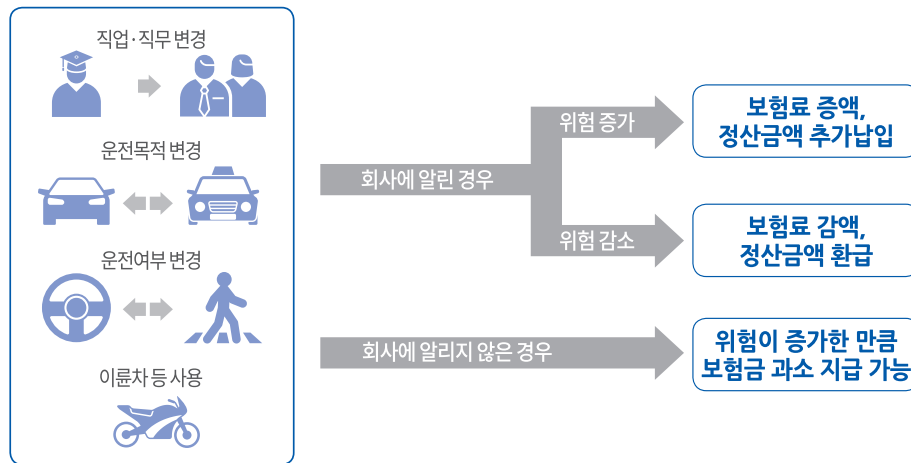 직업·직무 변경
운전목적 변경
운전여부 변경
이륜차 등 사용
회사에 알린 경우
위험 증가
위험 감소
회사에 알리지 않은 경우
보험료 증액,
정산금액 추가납입
보험료 감액,
정산금액 환급
위험이 증가한 만큼
보험금 과소 지급 가능